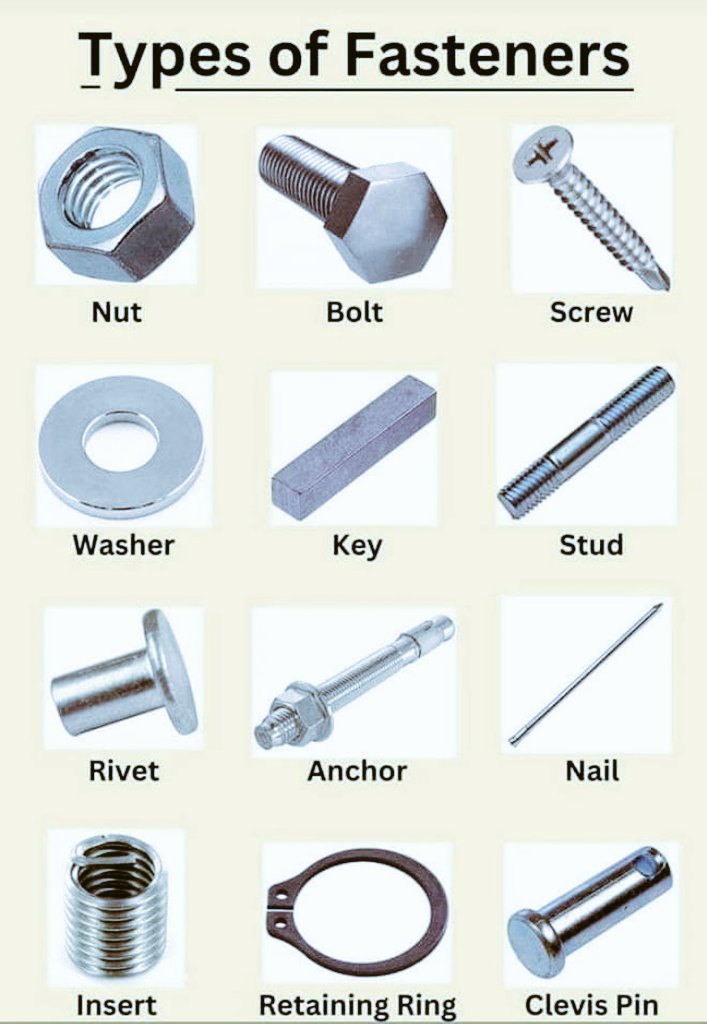 Types of Fasteners
Nut
Bolt
Screw
Washer
Key
Stud
Rivet
Anchor
Nail
Insert
Retaining Ring
Clevis Pin